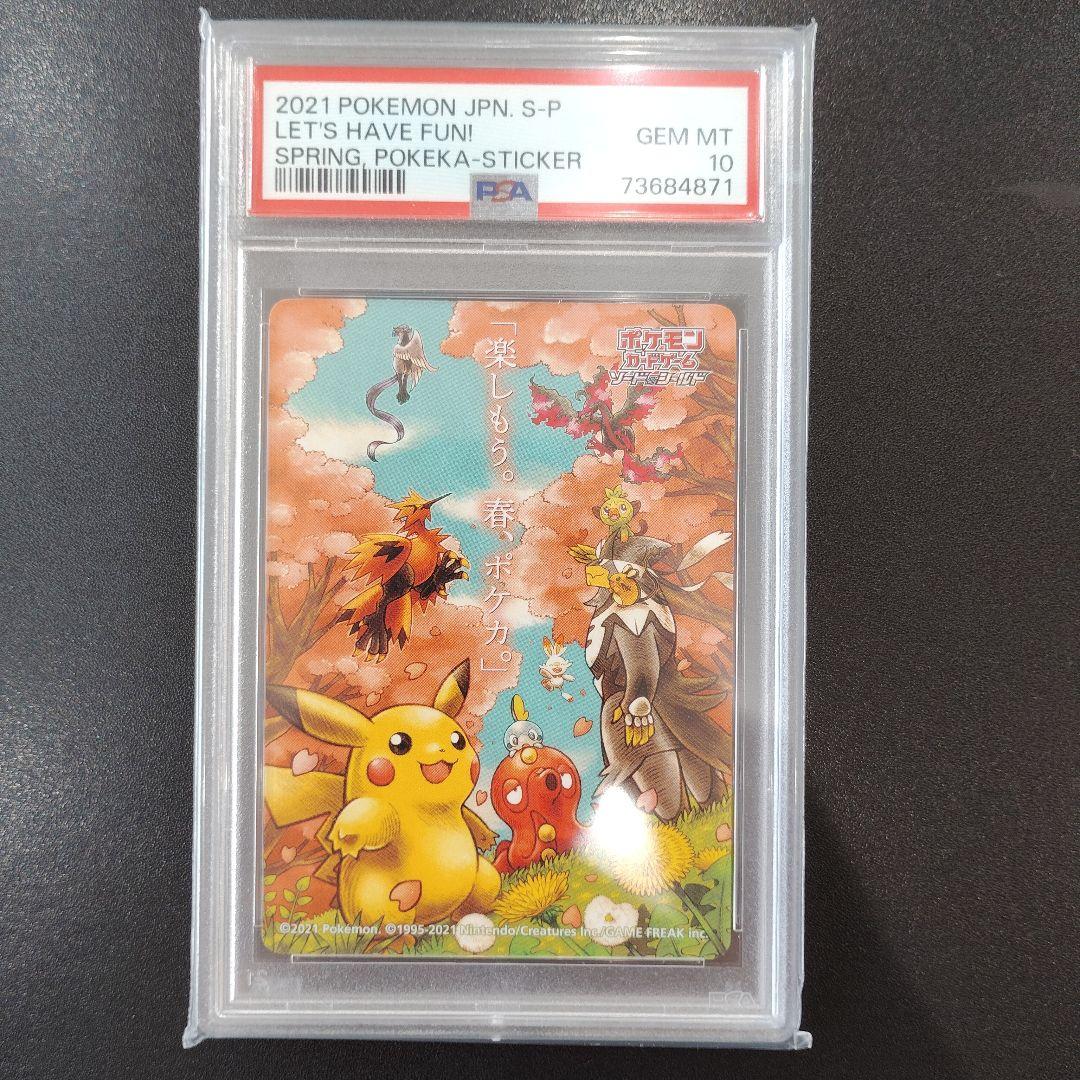 2021 POKEMON JPN. S-P
LET'S HAVE FUN!
GEM MT
SPRING, POKEKA-STICKER
10
PSA
73684871
「楽しもう。春、ポケカ。」
ポケモン
カードゲーム
ソード&シールド
©2021 Pokémon. ©1995-2021 Nintendo/Creatures Inc./GAME FREAK inc.
PSA